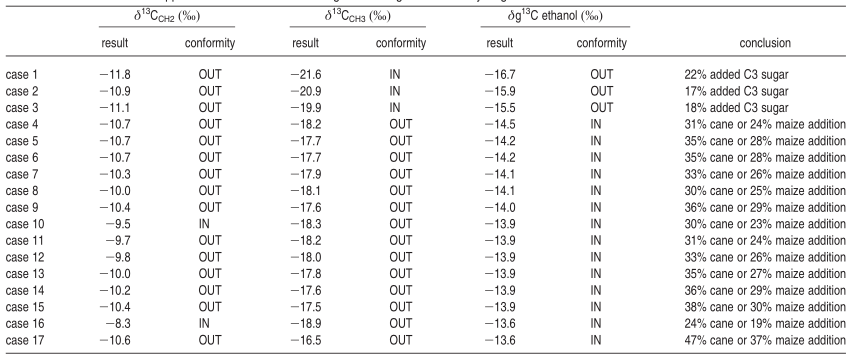 δ13CCH2 (‰) δ13CCH3 (‰) δg13C ethanol (‰)
result conformity result conformity result conformity conclusion
case 1 −11.8 OUT −21.6 IN −16.7 OUT 22% added C3 sugar
case 2 −10.9 OUT −20.9 IN −15.9 OUT 17% added C3 sugar
case 3 −11.1 OUT −19.9 IN −15.5 OUT 18% added C3 sugar
case 4 −10.7 OUT −18.2 OUT −14.5 IN 31% cane or 24% maize addition
case 5 −10.7 OUT −17.7 OUT −14.2 IN 35% cane or 28% maize addition
case 6 −10.7 OUT −17.7 OUT −14.2 IN 35% cane or 28% maize addition
case 7 −10.3 OUT −17.9 OUT −14.1 IN 33% cane or 26% maize addition
case 8 −10.0 OUT −18.1 OUT −14.1 IN 30% cane or 25% maize addition
case 9 −10.4 OUT −17.6 OUT −14.0 IN 36% cane or 29% maize addition
case 10 −9.5 IN −18.3 OUT −13.9 IN 30% cane or 23% maize addition
case 11 −9.7 OUT −18.2 OUT −13.9 IN 31% cane or 24% maize addition
case 12 −9.8 OUT −18.0 OUT −13.9 IN 33% cane or 26% maize addition
case 13 −10.0 OUT −17.8 OUT −13.9 IN 35% cane or 27% maize addition
case 14 −10.2 OUT −17.6 OUT −13.9 IN 36% cane or 29% maize addition
case 15 −10.4 OUT −17.5 OUT −13.9 IN 38% cane or 30% maize addition
case 16 −8.3 IN −18.9 OUT −13.6 IN 24% cane or 19% maize addition
case 17 −10.6 OUT −16.5 OUT −13.6 IN 47% cane or 37% maize addition